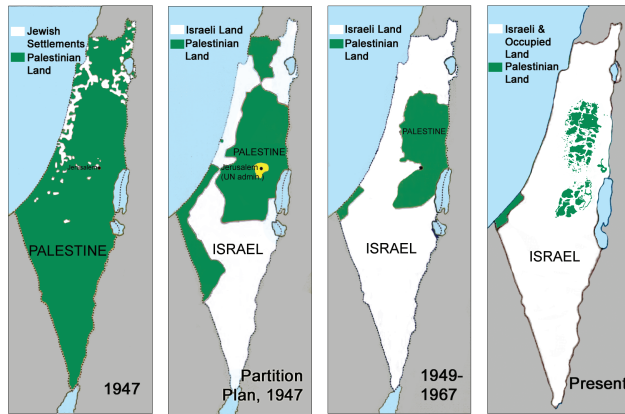 Jewish
Settlements
Palestinian
Land
Jerusalem
PALESTINE
1947
Israeli Land
Palestinian
Land
PALESTINE
Jerusalem
(UN admin.)
ISRAEL
Partition
Plan, 1947
Israeli Land
Palestinian
Land
PALESTINE
ISRAEL
1949-
1967
Israeli &
Occupied
Land
Palestinian
Land
ISRAEL
Present